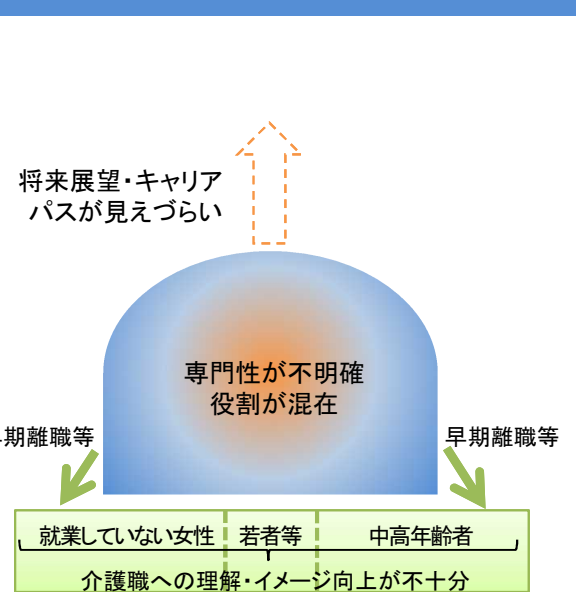 将来展望・キャリア
パスが見えづらい
専門性が不明確
役割が混在
期離職等
早期離職等
就業していない女性
若者等
中高年齢者
介護職への理解・イメージ向上が不十分